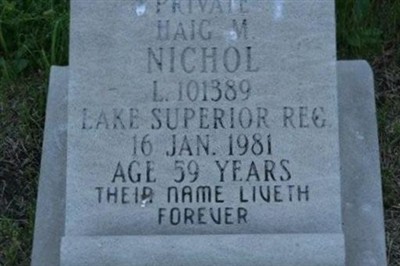 PRIVATE
HAIG M.
NICHOL
L. 101389
LAKE SUPERIOR REG.
16 JAN. 1981
AGE 59 YEARS
THEIR NAME LIVETH
FOREVER